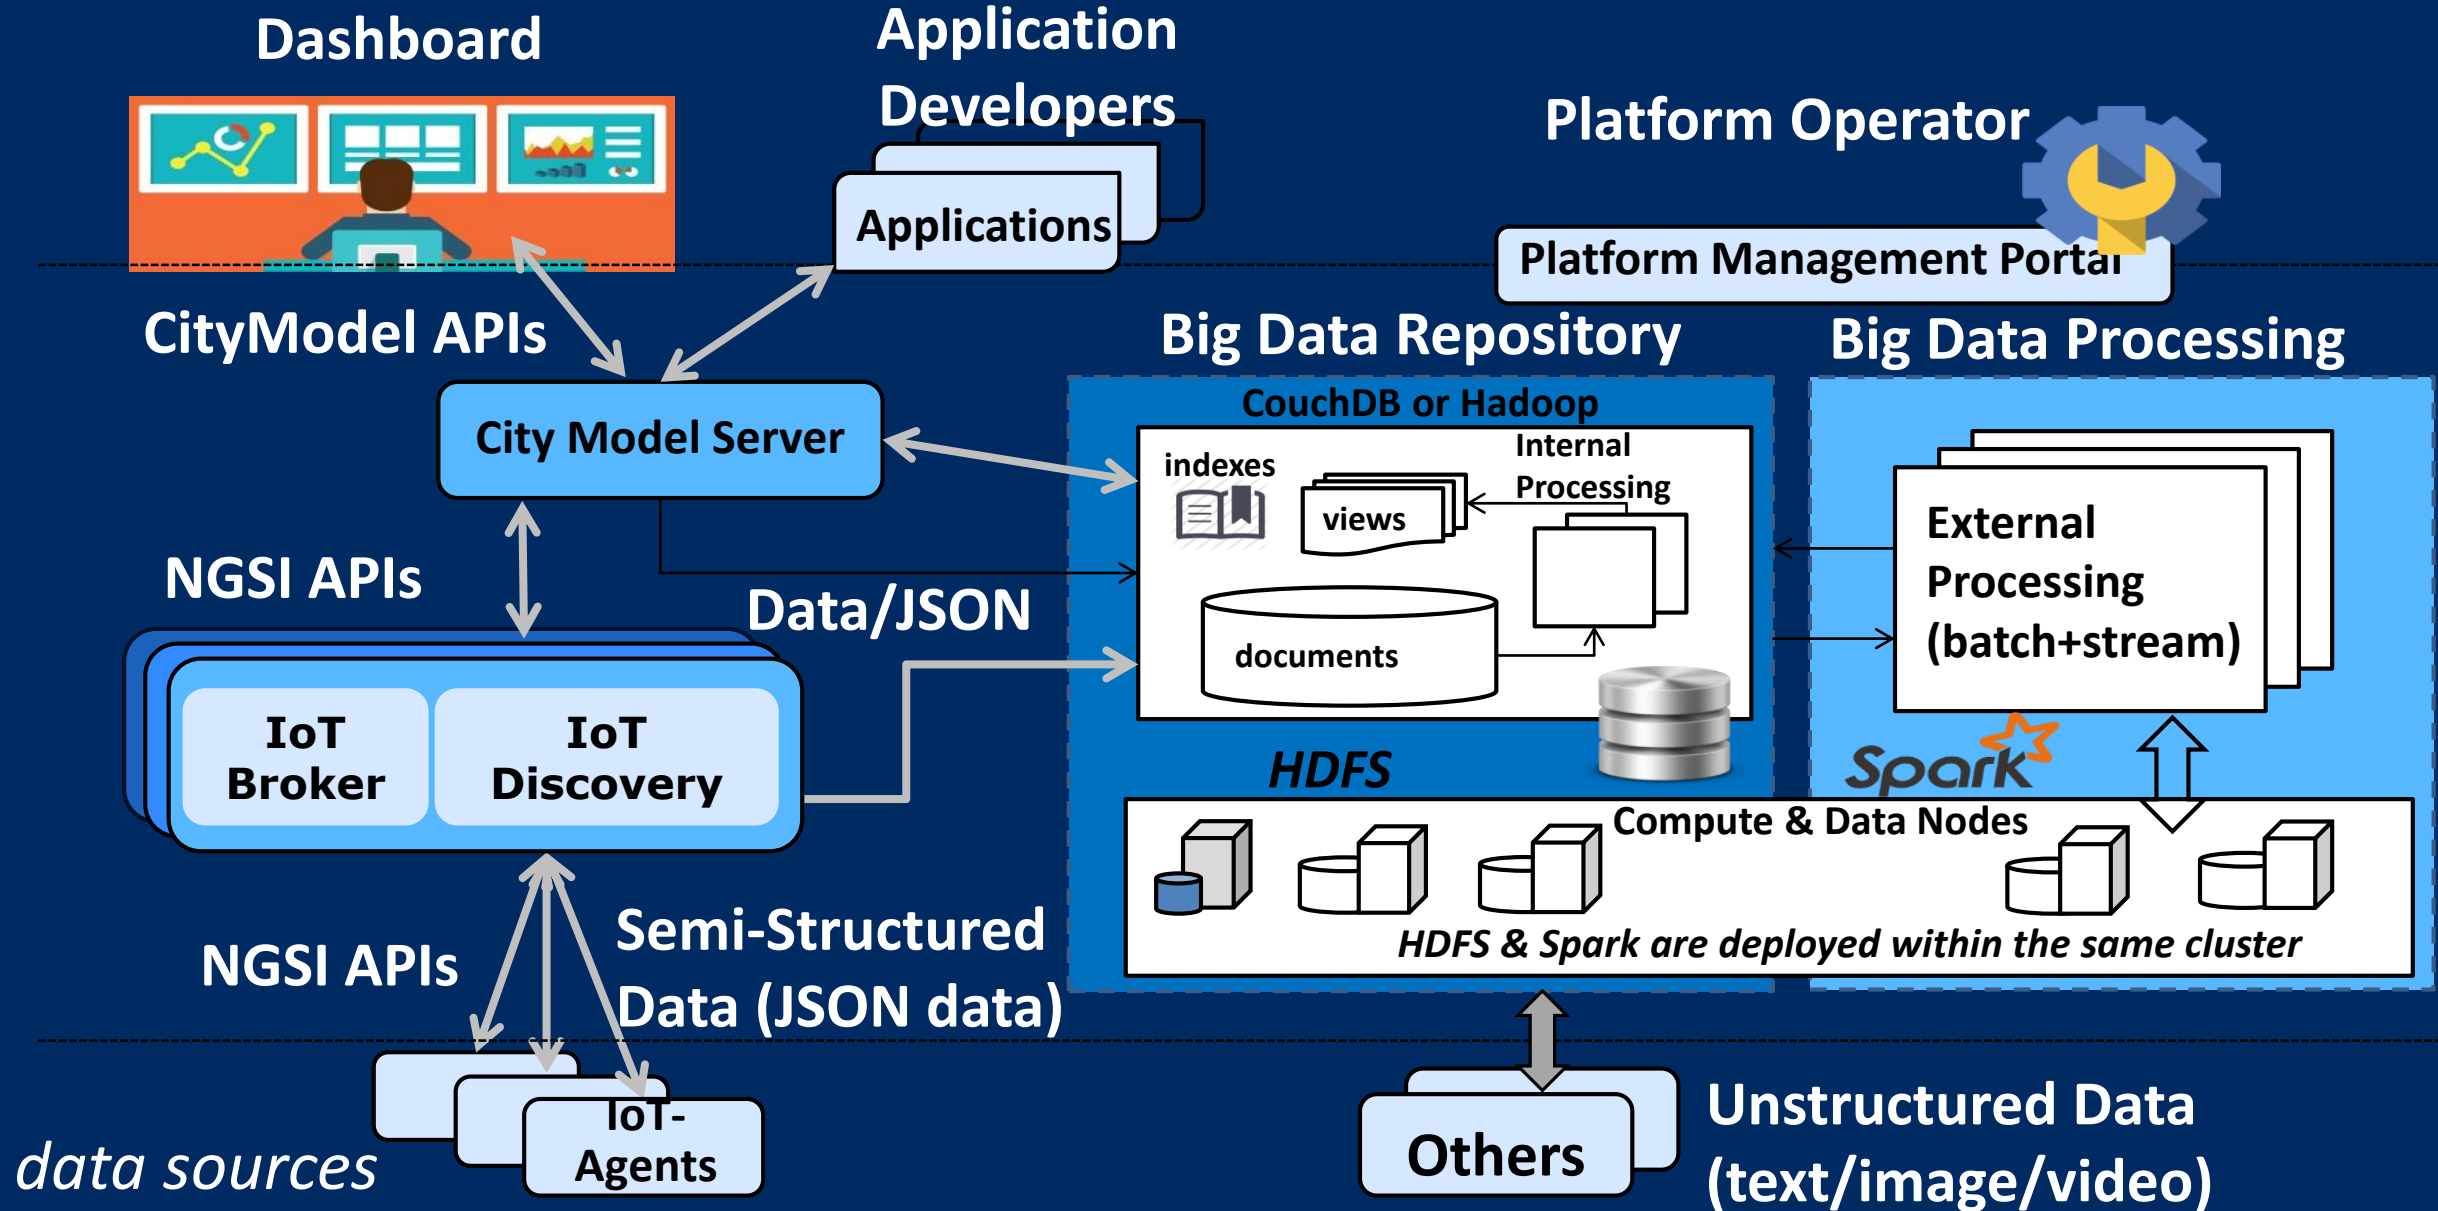 Dashboard
Application
Developers
Platform Operator
Applications
Platform Management Portal
CityModel APIs
Big Data Repository
Big Data Processing
City Model Server
CouchDB or Hadoop
indexes
Internal
Processing
views
External
Processing
(batch+stream)
NGSI APIs
Data/JSON
documents
IoT
Broker
IoT
Discovery
HDFS
Spark
Compute & Data Nodes
HDFS & Spark are deployed within the same cluster
NGSI APIs
Semi-Structured
Data (JSON data)
data sources
IoT-
Agents
Others
Unstructured Data
(text/image/video)